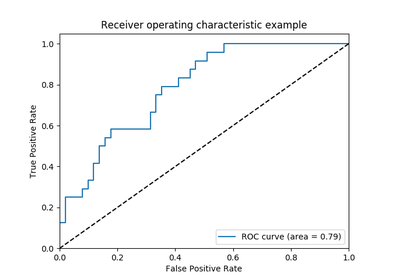 Receiver operating characteristic example
1.0
0.8
0.6
0.4
0.2
0.0
True Positive Rate
0.0 0.2 0.4 0.6 0.8 1.0
False Positive Rate
ROC curve (area = 0.79)